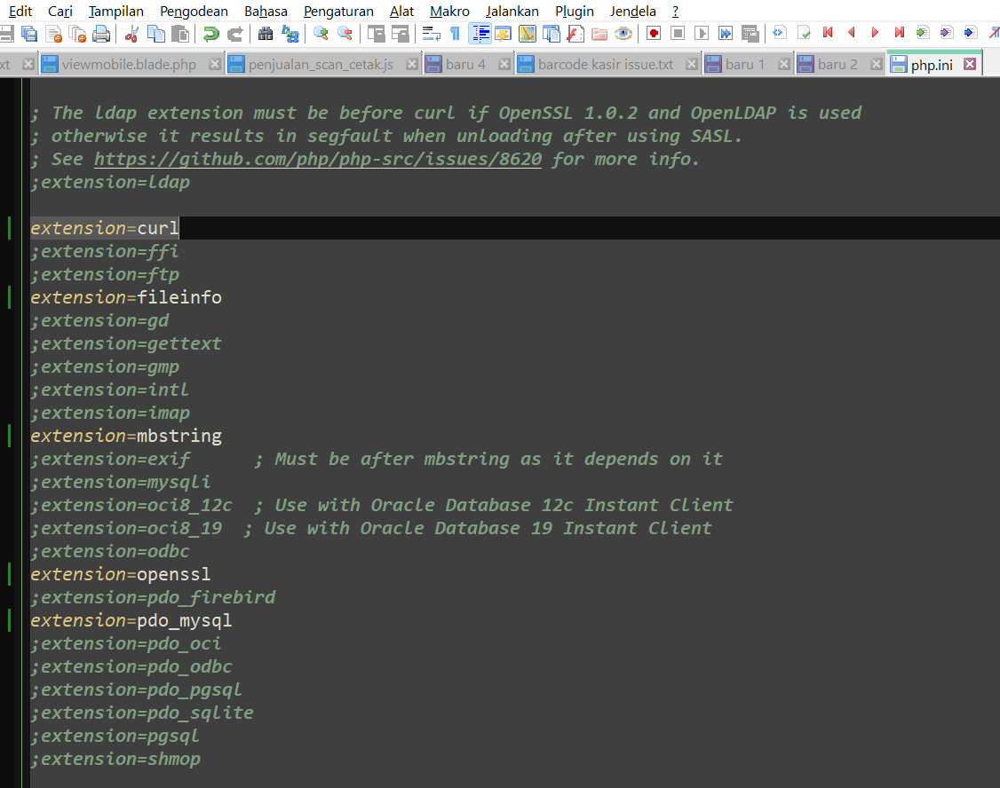 Edit Cari Tampilan Pengodean Bahasa Pengaturan Alat Makro Jalankan Plugin Jendela ?
xt viewmobile.blade.php penjualan_scan_cetak.js baru 4 barcode kasir issue.txt baru 1 baru 2 php.ini
; The ldap extension must be before curl if OpenSSL 1.0.2 and OpenLDAP is used
; otherwise it results in segfault when unloading after using SASL.
; See https://github.com/php/php-src/issues/8620 for more info.
;extension=ldap
extension=curl
;extension=ffi
;extension=ftp
extension=fileinfo
;extension=gd
;extension=gettext
;extension=gmp
;extension=intl
;extension=imap
extension=mbstring
;extension=exif      ; Must be after mbstring as it depends on it
;extension=mysqli
;extension=oci8_12c  ; Use with Oracle Database 12c Instant Client
;extension=oci8_19  ; Use with Oracle Database 19 Instant Client
;extension=odbc
extension=openssl
;extension=pdo_firebird
extension=pdo_mysql
;extension=pdo_oci
;extension=pdo_odbc
;extension=pdo_pgsql
;extension=pdo_sqlite
;extension=pgsql
;extension=shmop